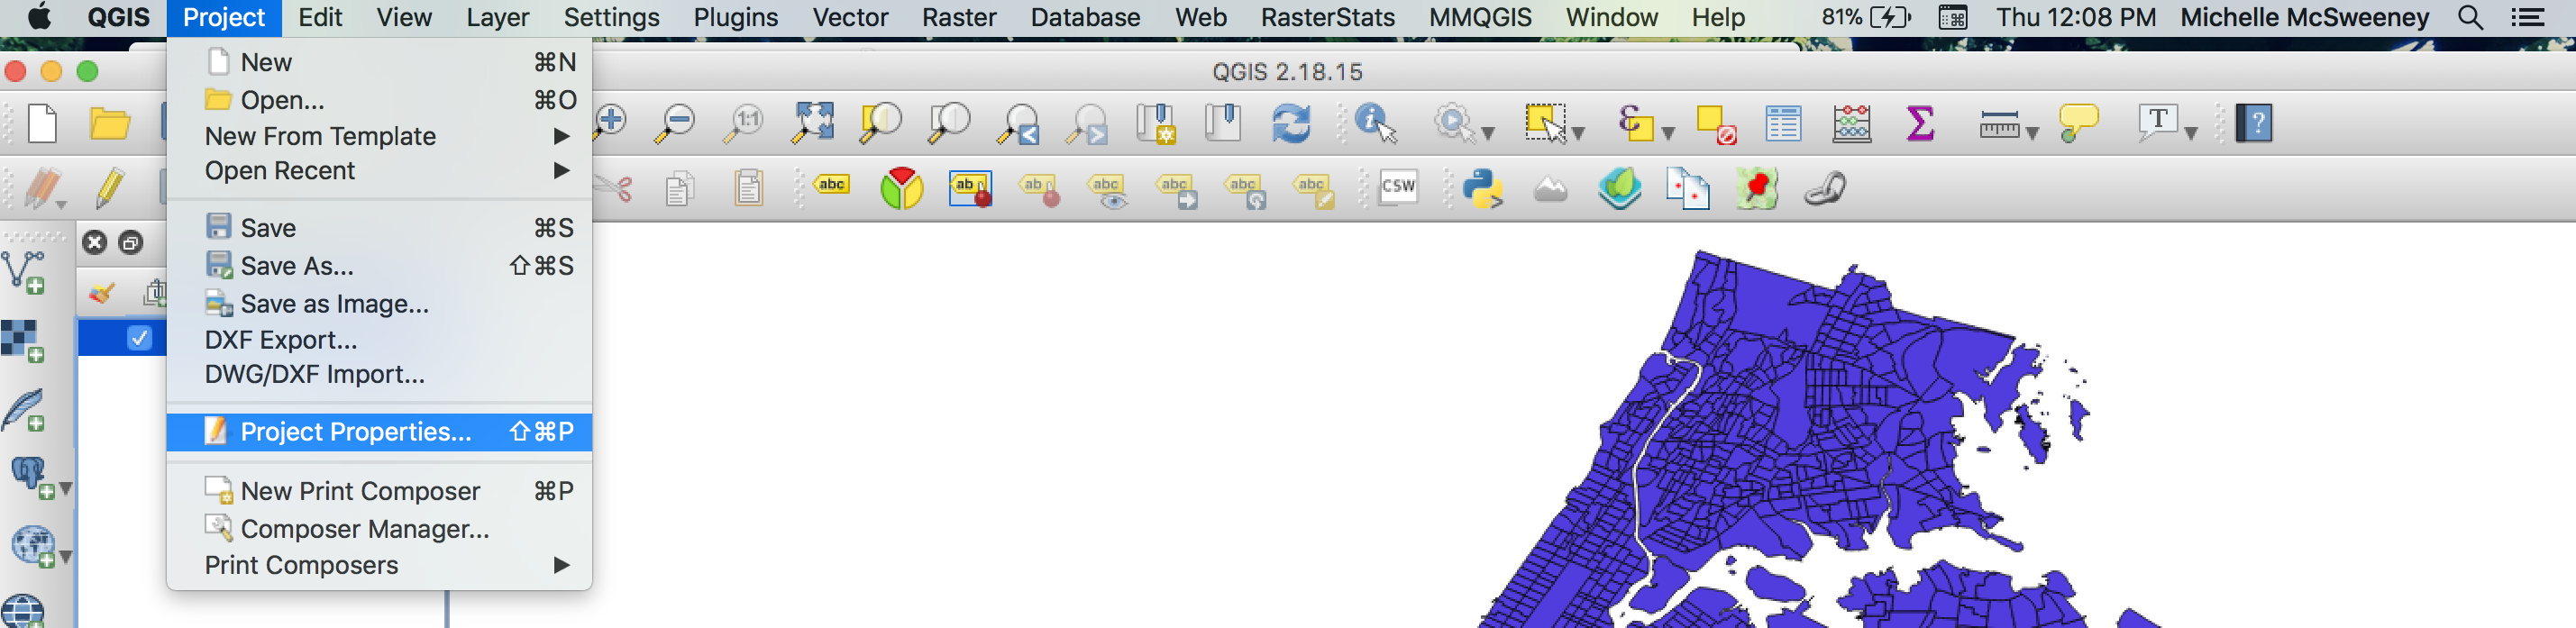 QGIS Project Edit View Layer Settings Plugins Vector Raster Database Web RasterStats MMQGIS Window Help 81% Thu 12:08 PM Michelle McSweeney
QGIS 2.18.15
New ⌘N
Open... ⌘O
New From Template ▶
Open Recent ▶
Save ⌘S
Save As... ⇧⌘S
Save as Image...
DXF Export...
DWG/DXF Import...
Project Properties... ⇧⌘P
New Print Composer ⌘P
Composer Manager...
Print Composers ▶
1:1
i
ε
Σ
T
?
abc
ab
ab
abc
abc
abc
abc
CSW